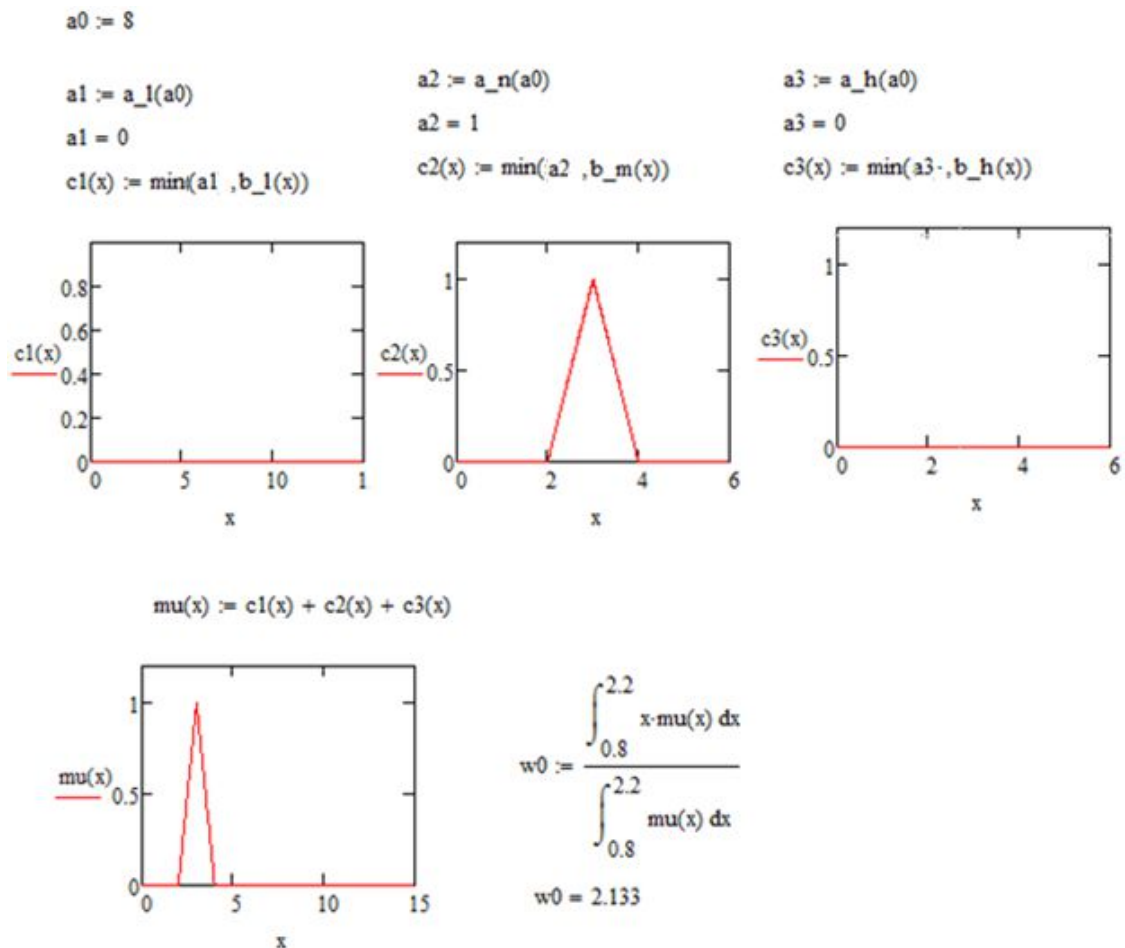 a0 := 8
a1 := a_l(a0)
a1 = 0
c1(x) := min(a1 ,b_l(x))
a2 := a_n(a0)
a2 = 1
c2(x) := min(a2 ,b_m(x))
a3 := a_h(a0)
a3 = 0
c3(x) := min(a3 ,b_h(x))
0.8
0.6
c1(x)
0.4
0.2
0
0 5 10 1
x
1
c2(x)
0.5
0
0 2 4 6
x
1
c3(x)
0.5
0
0 2 4 6
x
mu(x) := c1(x) + c2(x) + c3(x)
1
mu(x)
0.5
0
0 5 10 15
x
2.2
∫ x·mu(x) dx
0.8
w0 :=
2.2
∫ mu(x) dx
0.8
w0 = 2.133